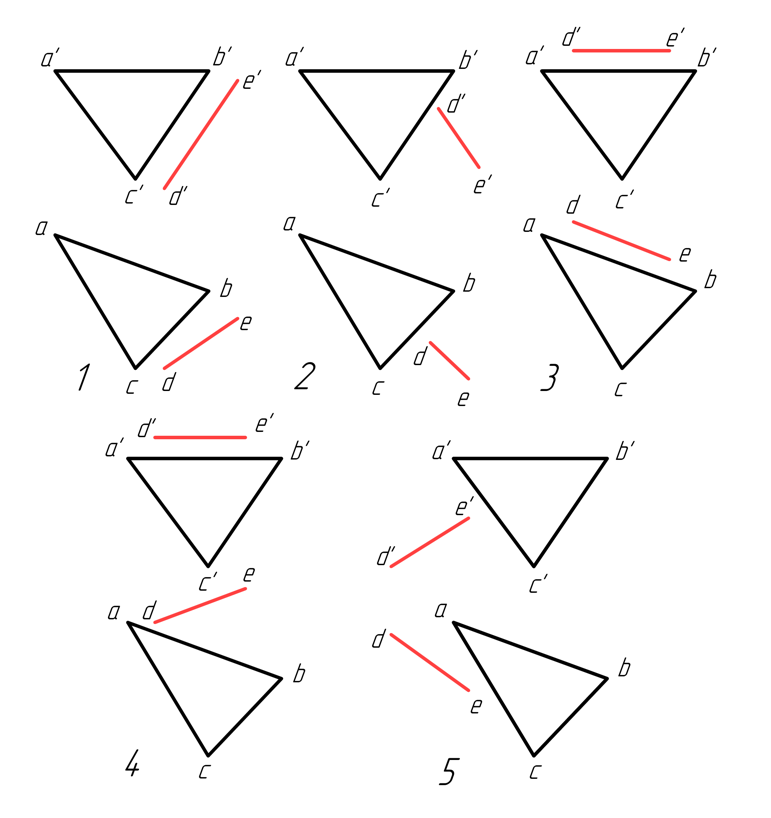 a' b' e' c' d'
a b e c d
1
a' b' d' e' c'
a b d c e
2
d' e' a' b' c'
d e a b c
3
d' e' a' b' c'
e a d b c
4
a' b' e' d' c'
a d b e c
5